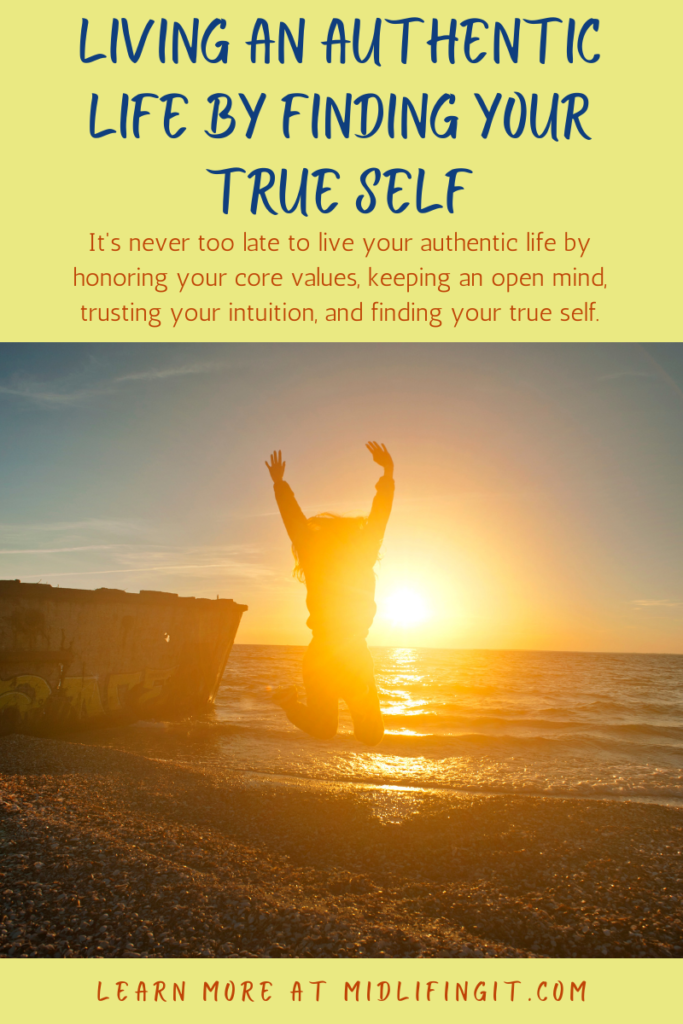 LIVING AN AUTHENTIC
LIFE BY FINDING YOUR
TRUE SELF
It's never too late to live your authentic life by
honoring your core values, keeping an open mind,
trusting your intuition, and finding your true self.
LEARN MORE AT MIDLIFINGIT.COM